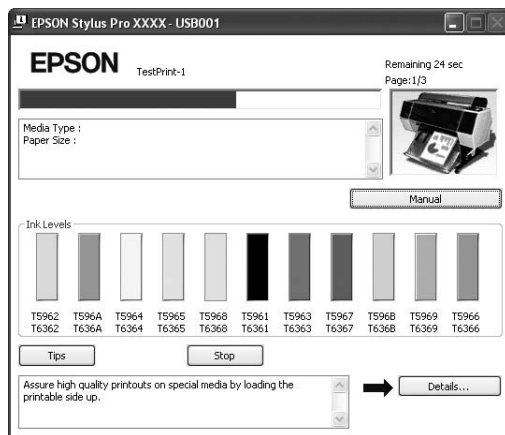 EPSON Stylus Pro XXXX - USB001
EPSON
TestPrint-1
Remaining 24 sec
Page:1/3
Media Type :
Paper Size :
Manual
Ink Levels
T5962 T596A T5964 T5965 T5968 T5961 T5963 T5967 T596B T5969 T5966
T6362 T636A T6364 T6365 T6368 T6361 T6363 T6367 T636B T6369 T6366
Tips
Stop
Assure high quality printouts on special media by loading the
printable side up.
Details...